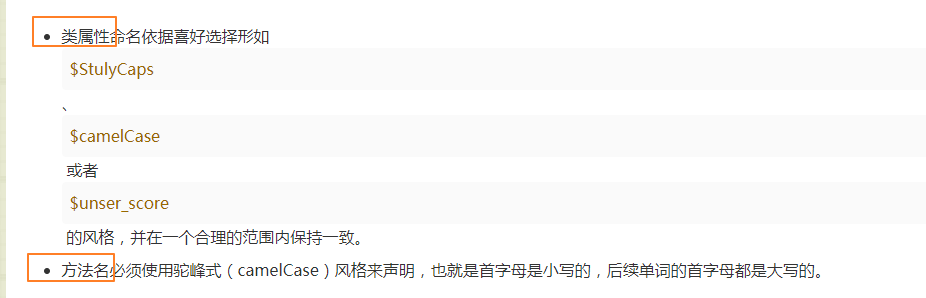 类属性命名依据喜好选择形如
$StulyCaps
、
$camelCase
或者
$unser_score
的风格，并在一个合理的范围内保持一致。
方法名必须使用驼峰式（camelCase）风格来声明，也就是首字母是小写的，后续单词的首字母都是大写的。